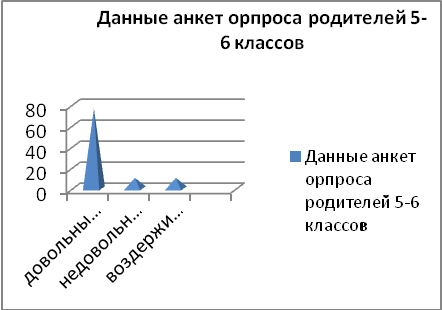 Данные анкет орпроса родителей 5-
6 классов
80
60
40
20
0
довольны...
недовольн...
воздержи...
Данные анкет
орпроса
родителей 5-6
классов